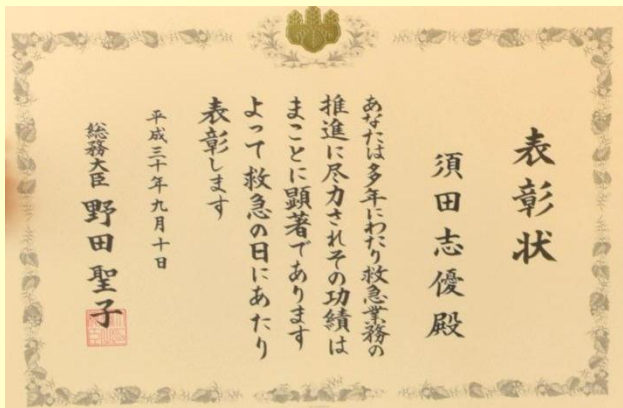 表彰状
須田志優殿
あなたは多年にわたり救急業務の
推進に尽力されその功績は
まことに顕著であります
よって救急の日にあたり
表彰します
平成三十年九月十日
総務大臣 野田聖子